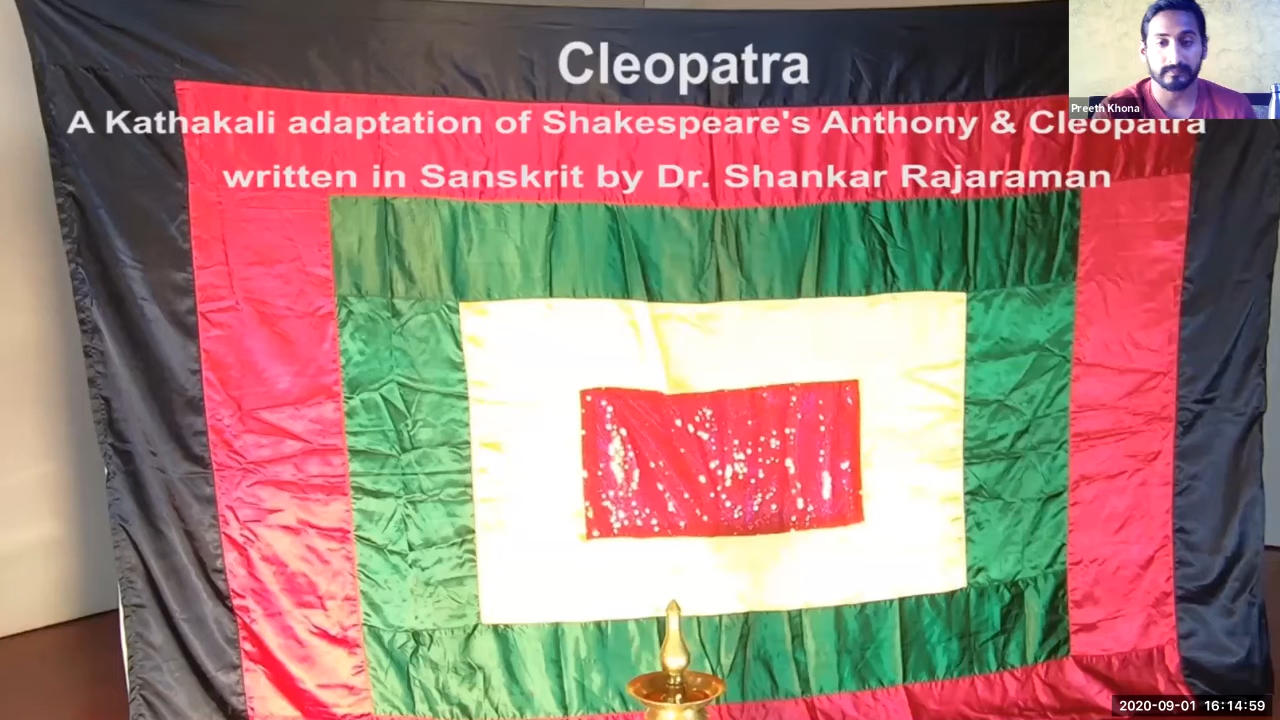 Cleopatra
A Kathakali adaptation of Shakespeare's Anthony & Cleopatra
written in Sanskrit by Dr. Shankar Rajaraman
Preeth Khona
2020-09-01 16:14:59